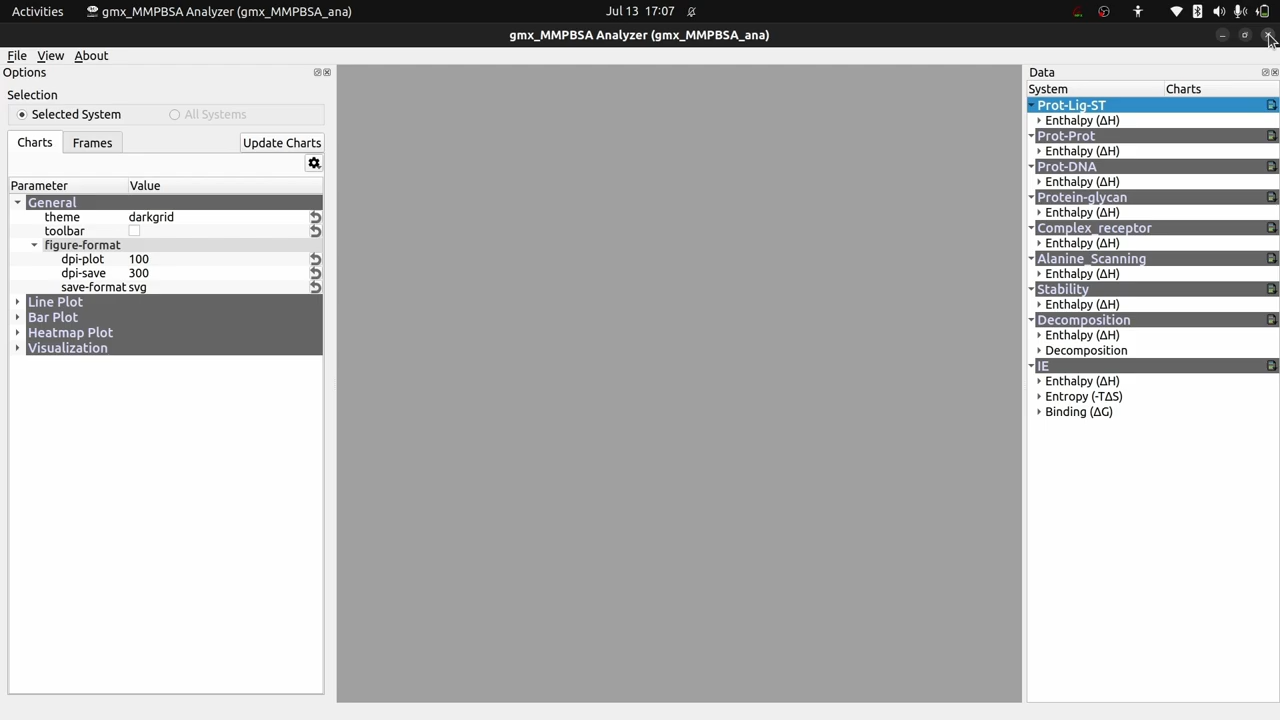 Activities gmx_MMPBSA Analyzer (gmx_MMPBSA_ana) Jul 13 17:07
gmx_MMPBSA Analyzer (gmx_MMPBSA_ana)
File View About
Options
Selection
Selected System All Systems
Charts Frames Update Charts
Parameter Value
General
theme darkgrid
toolbar
figure-format
dpi-plot 100
dpi-save 300
save-format svg
Line Plot
Bar Plot
Heatmap Plot
Visualization
Data
System Charts
Prot-Lig-ST
Enthalpy (ΔH)
Prot-Prot
Enthalpy (ΔH)
Prot-DNA
Enthalpy (ΔH)
Protein-glycan
Enthalpy (ΔH)
Complex_receptor
Enthalpy (ΔH)
Alanine_Scanning
Enthalpy (ΔH)
Stability
Enthalpy (ΔH)
Decomposition
Enthalpy (ΔH)
Decomposition
IE
Enthalpy (ΔH)
Entropy (-TΔS)
Binding (ΔG)